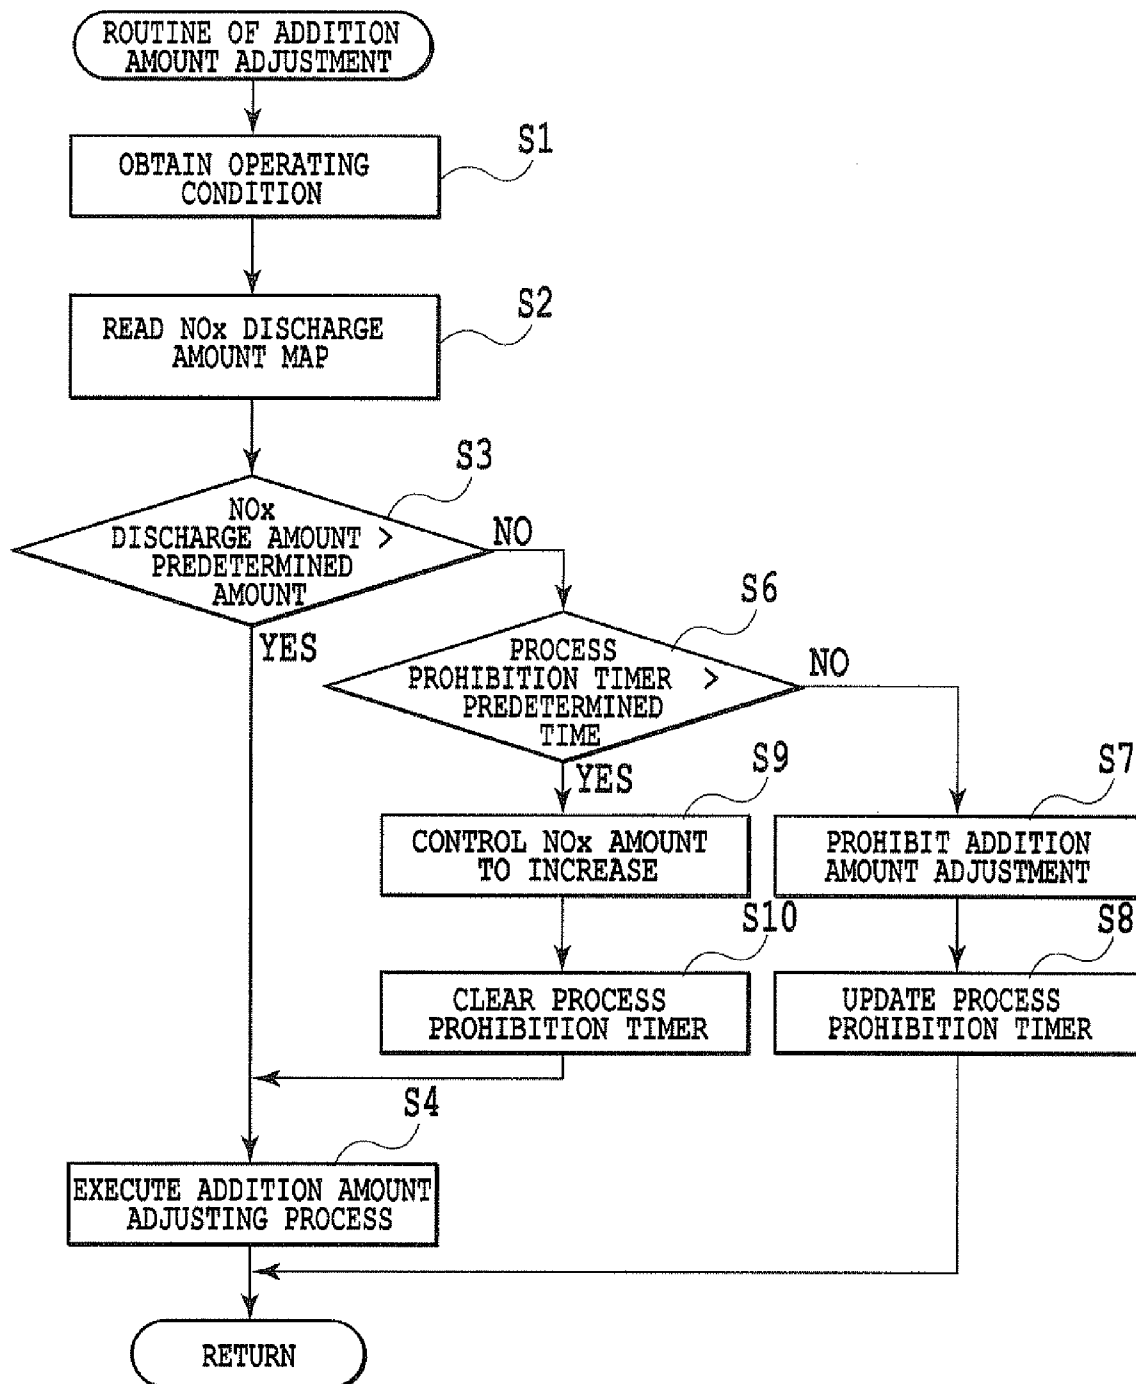 ROUTINE OF ADDITION
AMOUNT ADJUSTMENT
S1
OBTAIN OPERATING
CONDITION
S2
READ NOx DISCHARGE
AMOUNT MAP
S3
NOx
DISCHARGE AMOUNT >
PREDETERMINED
AMOUNT
NO
YES
S6
PROCESS
PROHIBITION TIMER >
PREDETERMINED
TIME
NO
YES
S9
CONTROL NOx AMOUNT
TO INCREASE
S7
PROHIBIT ADDITION
AMOUNT ADJUSTMENT
S10
CLEAR PROCESS
PROHIBITION TIMER
S8
UPDATE PROCESS
PROHIBITION TIMER
S4
EXECUTE ADDITION AMOUNT
ADJUSTING PROCESS
RETURN